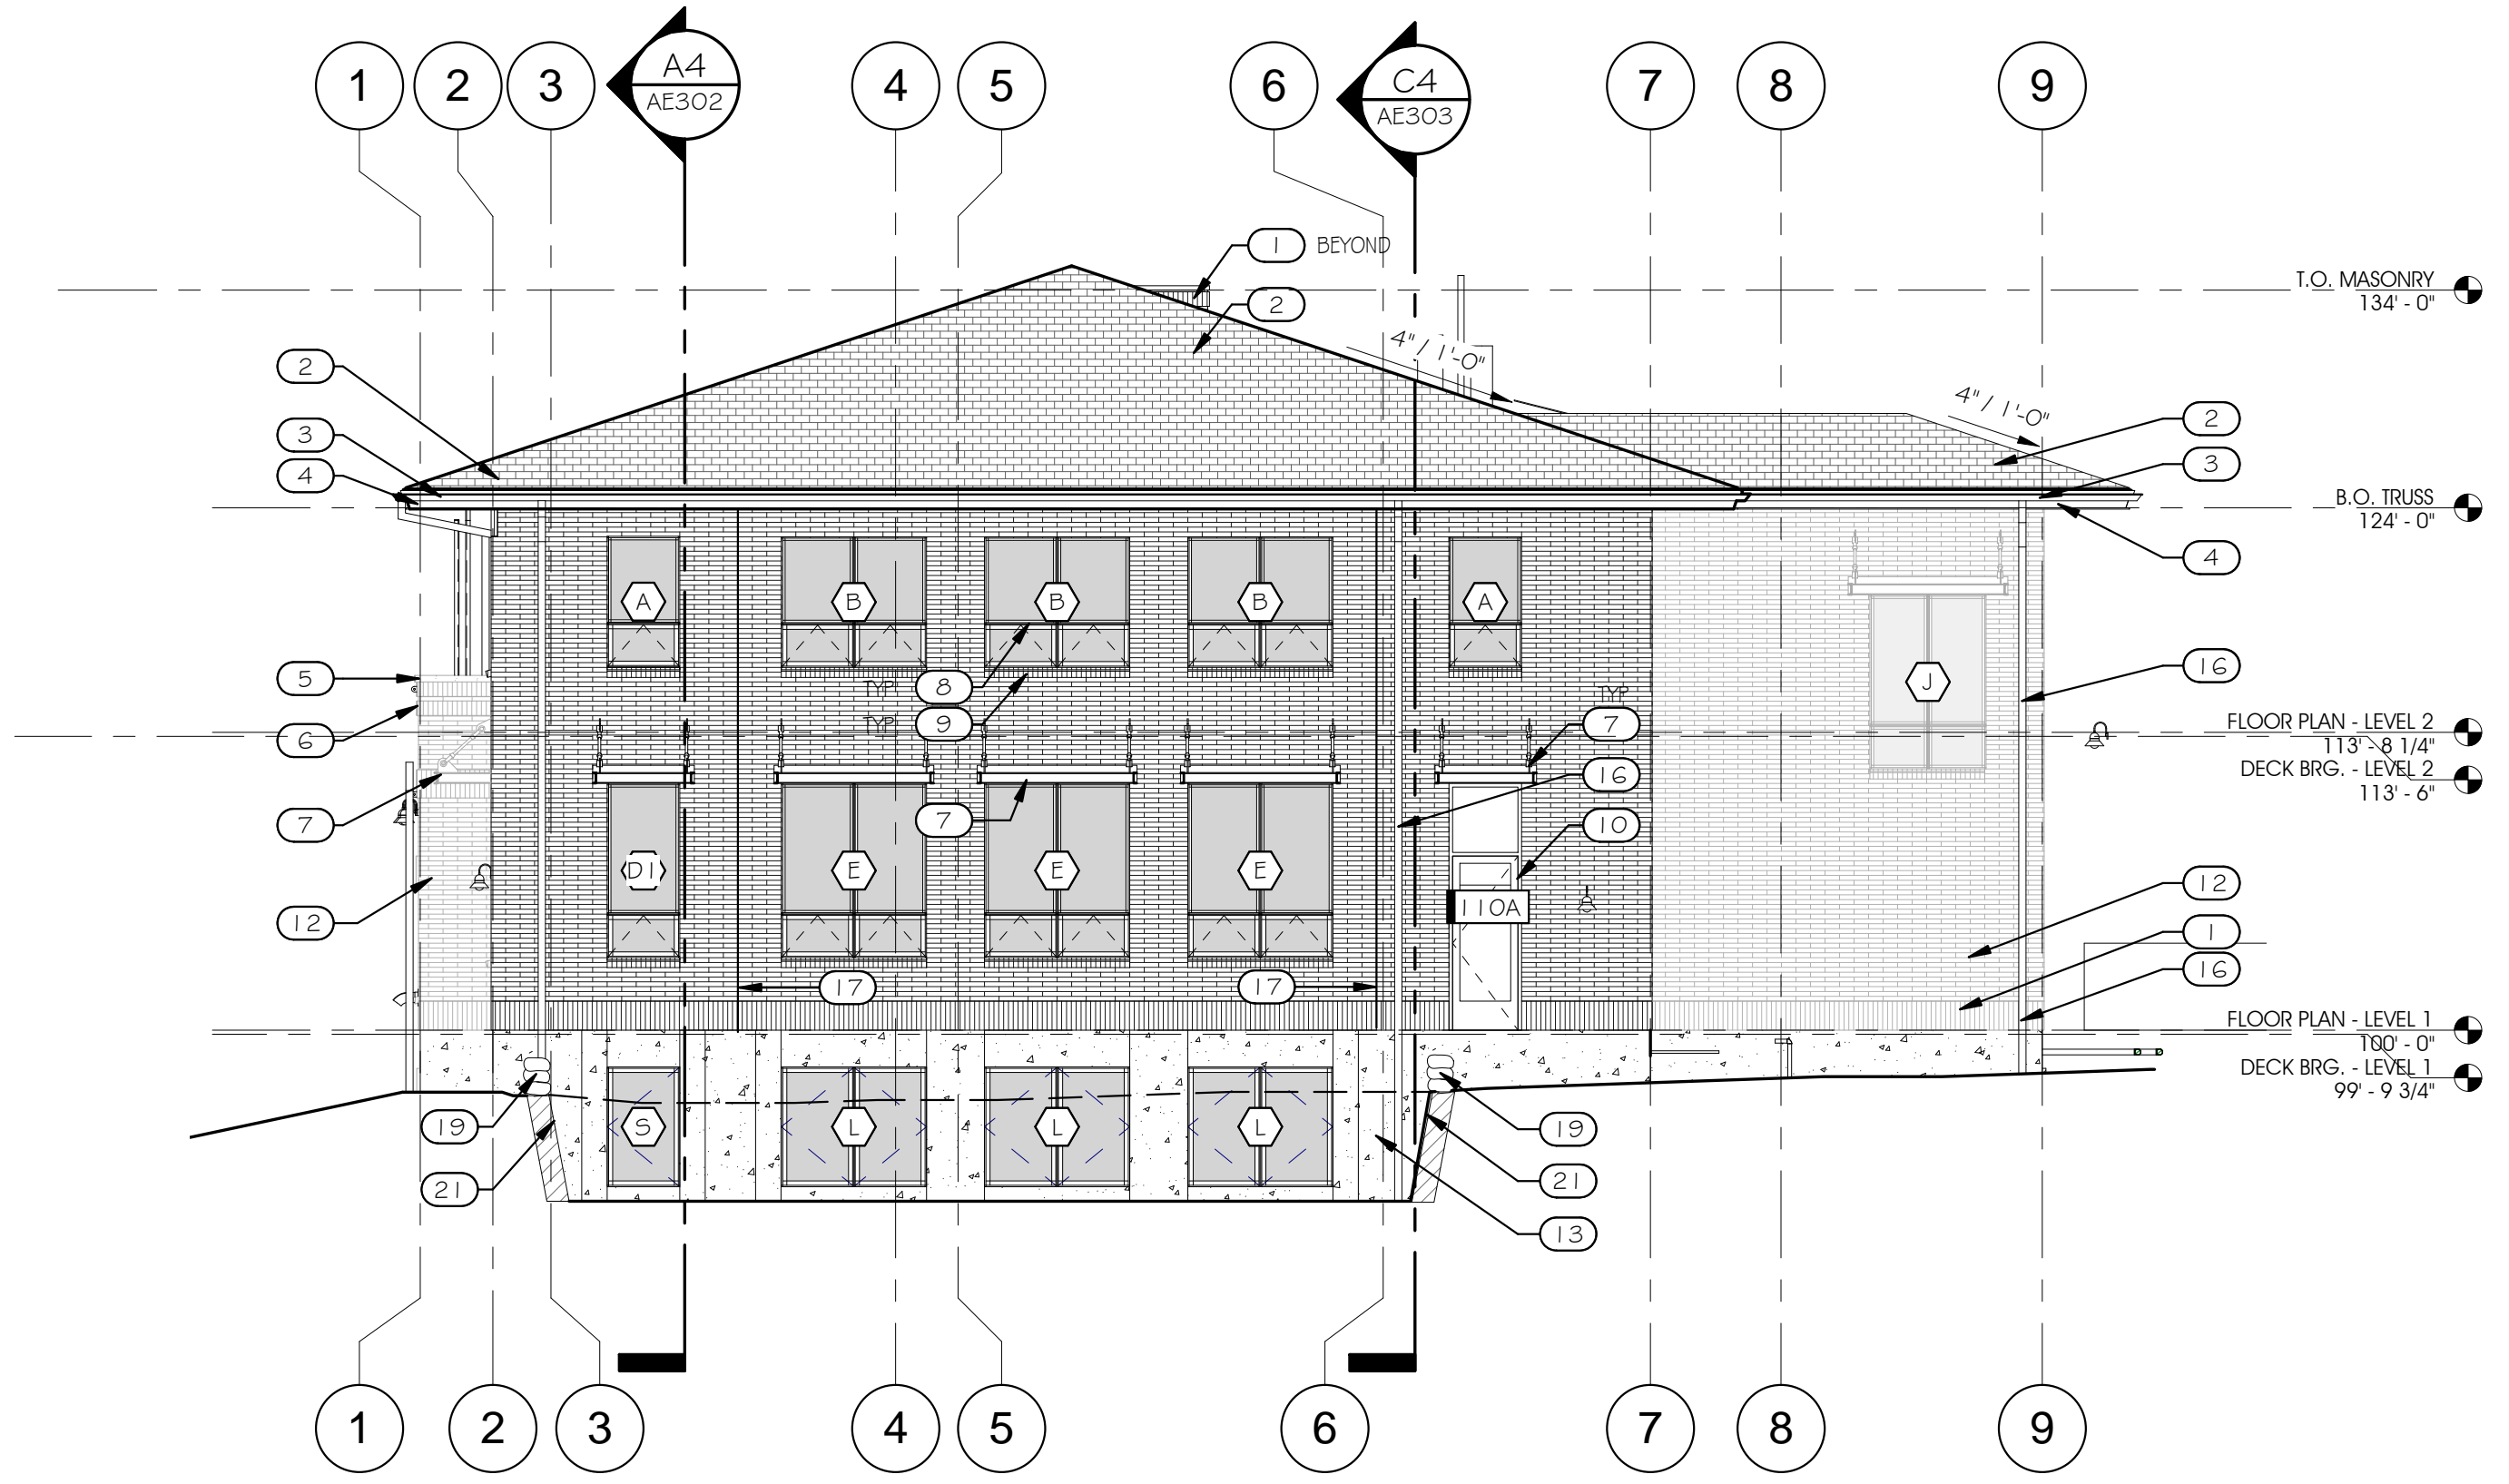 1
2
3
A4
AE302
4
5
6
C4
AE303
7
8
9
1 BEYOND
T.O. MASONRY
134' - 0"
2
4" / 1'-0"
2
4" / 1'-0"
2
3
3
4
B.O. TRUSS
124' - 0"
4
A
B
B
B
A
16
5
J
TYP
8
TYP
9
TYP
7
6
FLOOR PLAN - LEVEL 2
113' - 8 1/4"
16
DECK BRG. - LEVEL 2
113' - 6"
7
7
10
D1
E
E
E
12
110A
12
1
16
17
17
FLOOR PLAN - LEVEL 1
100' - 0"
DECK BRG. - LEVEL 1
99' - 9 3/4"
19
S
L
L
L
19
21
21
13
1
2
3
4
5
6
7
8
9